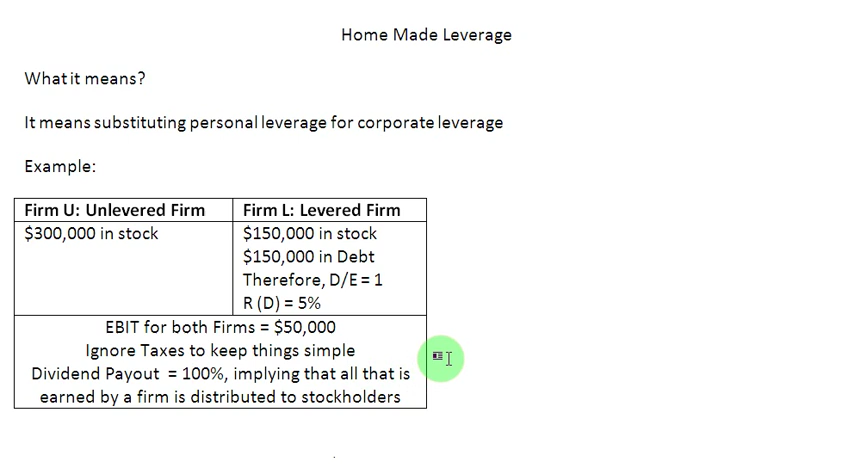 Home Made Leverage
What it means?
It means substituting personal leverage for corporate leverage
Example:
Firm U: Unlevered Firm
Firm L: Levered Firm
$300,000 in stock
$150,000 in stock
$150,000 in Debt
Therefore, D/E = 1
R (D) = 5%
EBIT for both Firms = $50,000
Ignore Taxes to keep things simple
Dividend Payout = 100%, implying that all that is
earned by a firm is distributed to stockholders